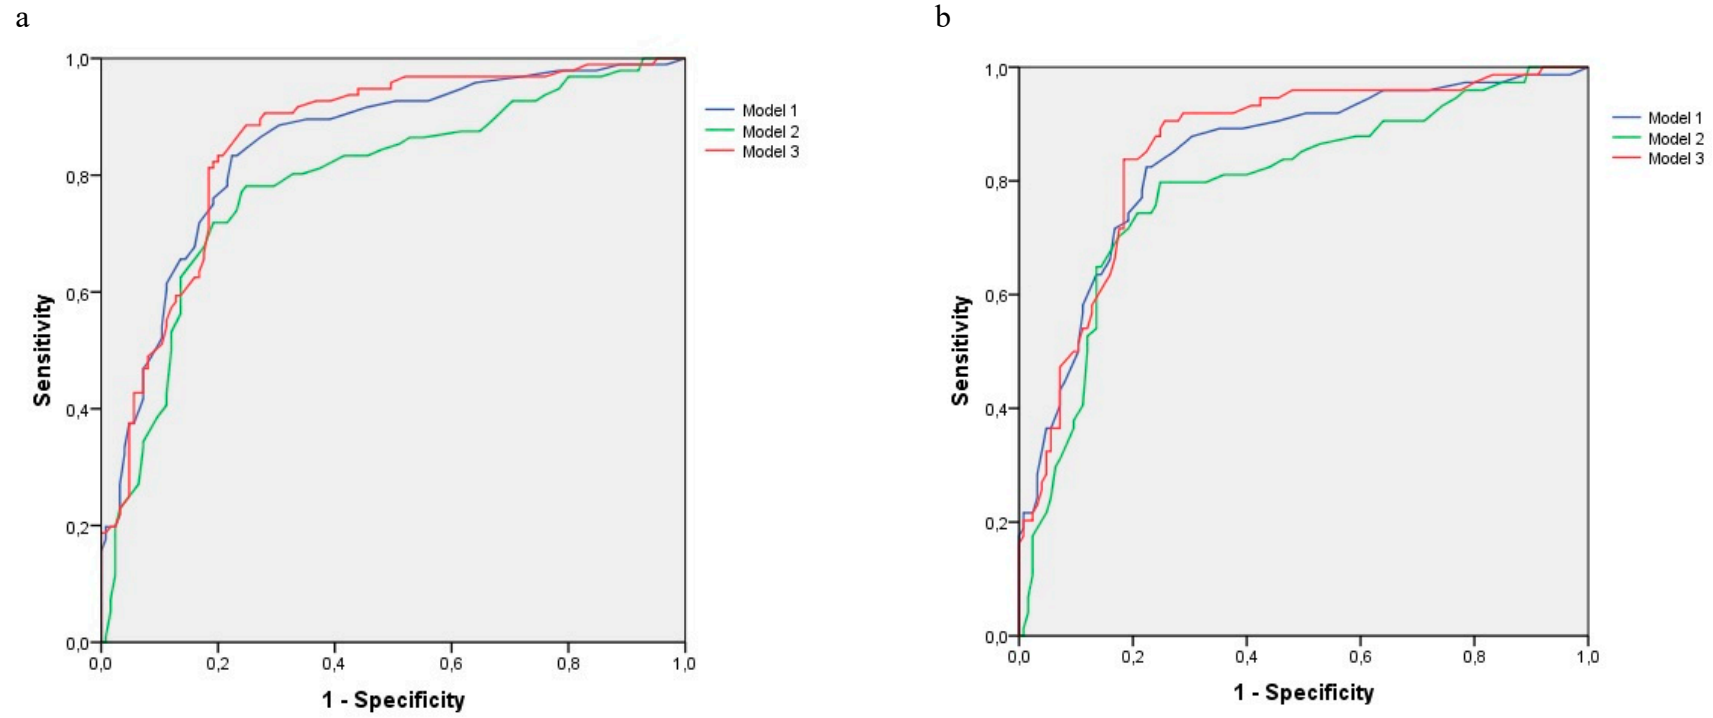 a
1,0
0,8
0,6
0,4
0,2
0,0
Sensitivity
0,0 0,2 0,4 0,6 0,8 1,0
1 - Specificity
Model 1
Model 2
Model 3
b
1,0
0,8
0,6
0,4
0,2
0,0
Sensitivity
0,0 0,2 0,4 0,6 0,8 1,0
1 - Specificity
Model 1
Model 2
Model 3